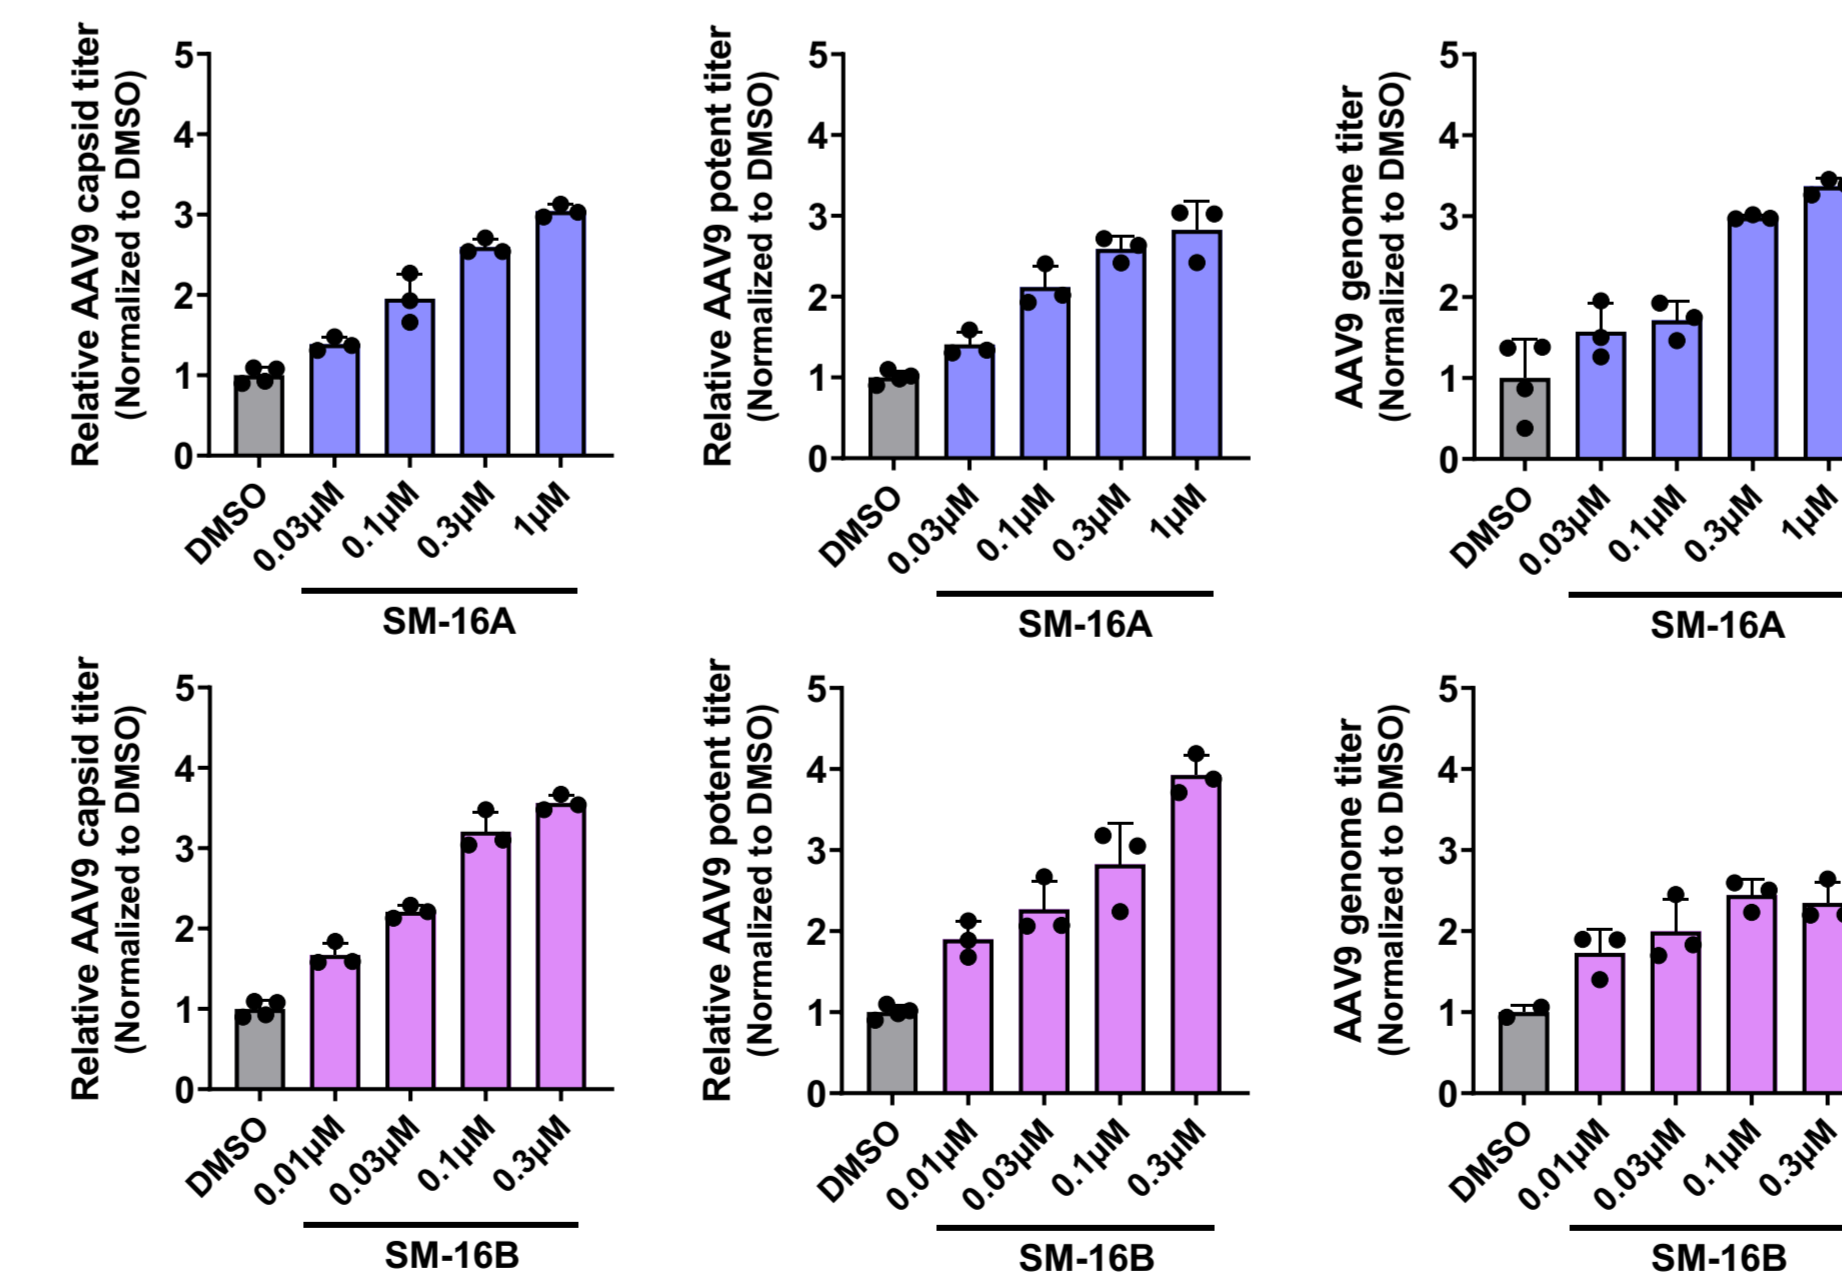 Relative AAV9 capsid titer
(Normalized to DMSO)
5
4
3
2
1
0
DMSO
0.03µM
0.1µM
0.3µM
1µM
SM-16A
Relative AAV9 potent titer
(Normalized to DMSO)
5
4
3
2
1
0
DMSO
0.03µM
0.1µM
0.3µM
1µM
SM-16A
AAV9 genome titer
(Normalized to DMSO)
5
4
3
2
1
0
DMSO
0.03µM
0.1µM
0.3µM
1µM
SM-16A
Relative AAV9 capsid titer
(Normalized to DMSO)
5
4
3
2
1
0
DMSO
0.01µM
0.03µM
0.1µM
0.3µM
SM-16B
Relative AAV9 potent titer
(Normalized to DMSO)
5
4
3
2
1
0
DMSO
0.01µM
0.03µM
0.1µM
0.3µM
SM-16B
AAV9 genome titer
(Normalized to DMSO)
5
4
3
2
1
0
DMSO
0.01µM
0.03µM
0.1µM
0.3µM
SM-16B